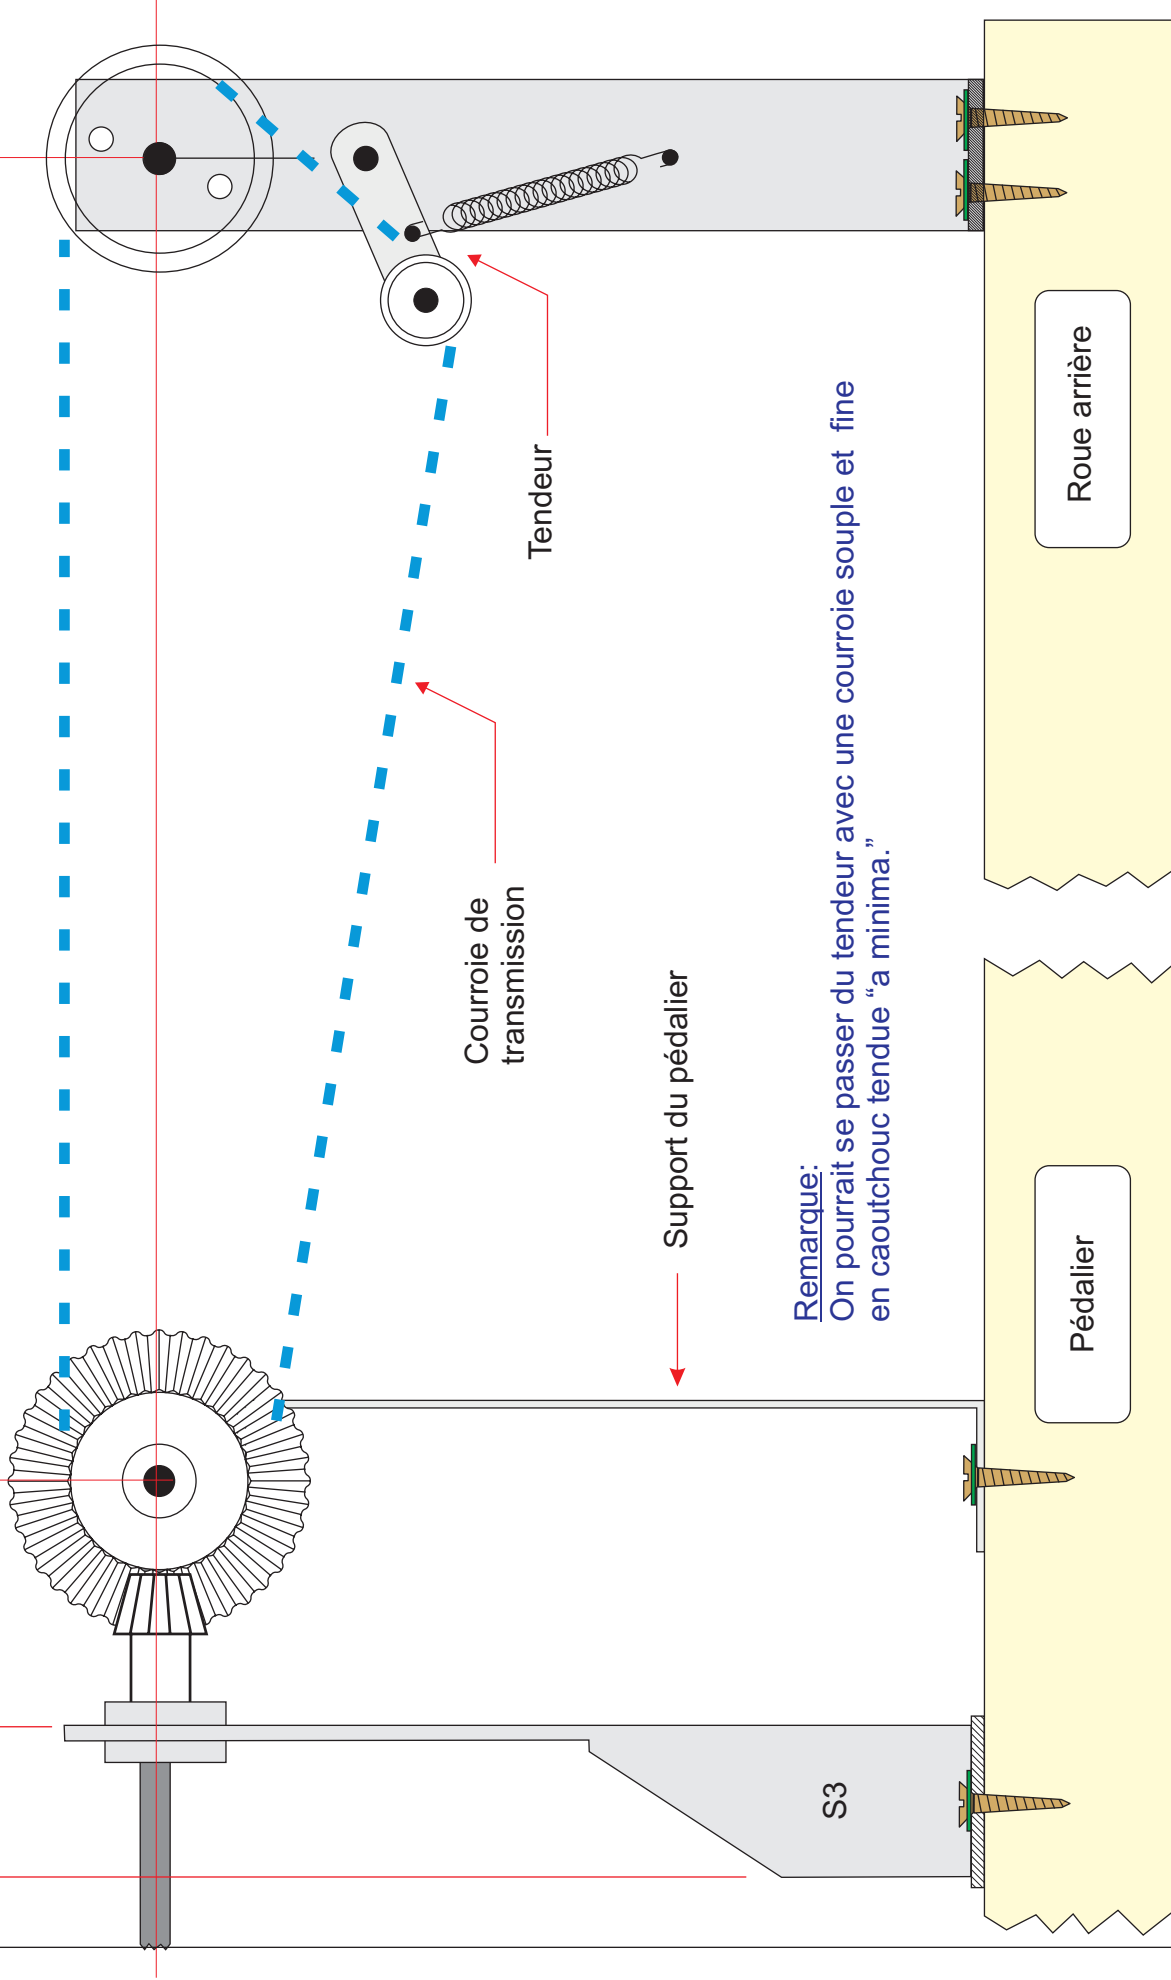 Tendeur
Courroie de
transmission
Support du pédalier
Remarque:
On pourrait se passer du tendeur avec une courroie souple et fine
en caoutchouc tendue “a minima.”
S3
Pédalier
Roue arrière